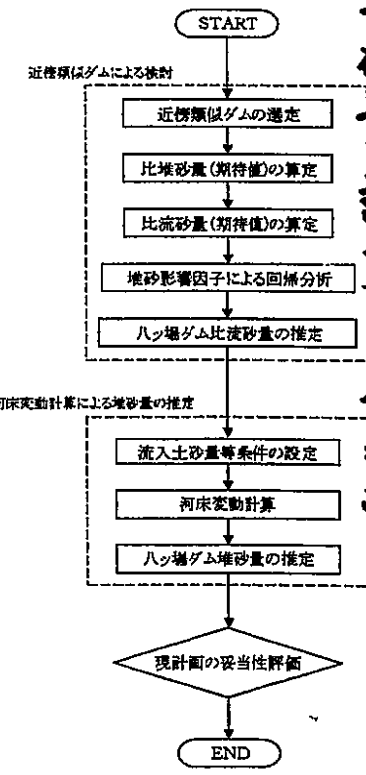 START
近傍類似ダムによる検討
近傍類似ダムの選定
比堆砂量(期待値)の算定
比流砂量(期待値)の算定
堆砂影響因子による回帰分析
八ッ場ダム比流砂量の推定
河床変動計算による堆砂量の推定
流入土砂量等条件の設定
河床変動計算
八ッ場ダム堆砂量の推定
現計画の妥当性評価
END